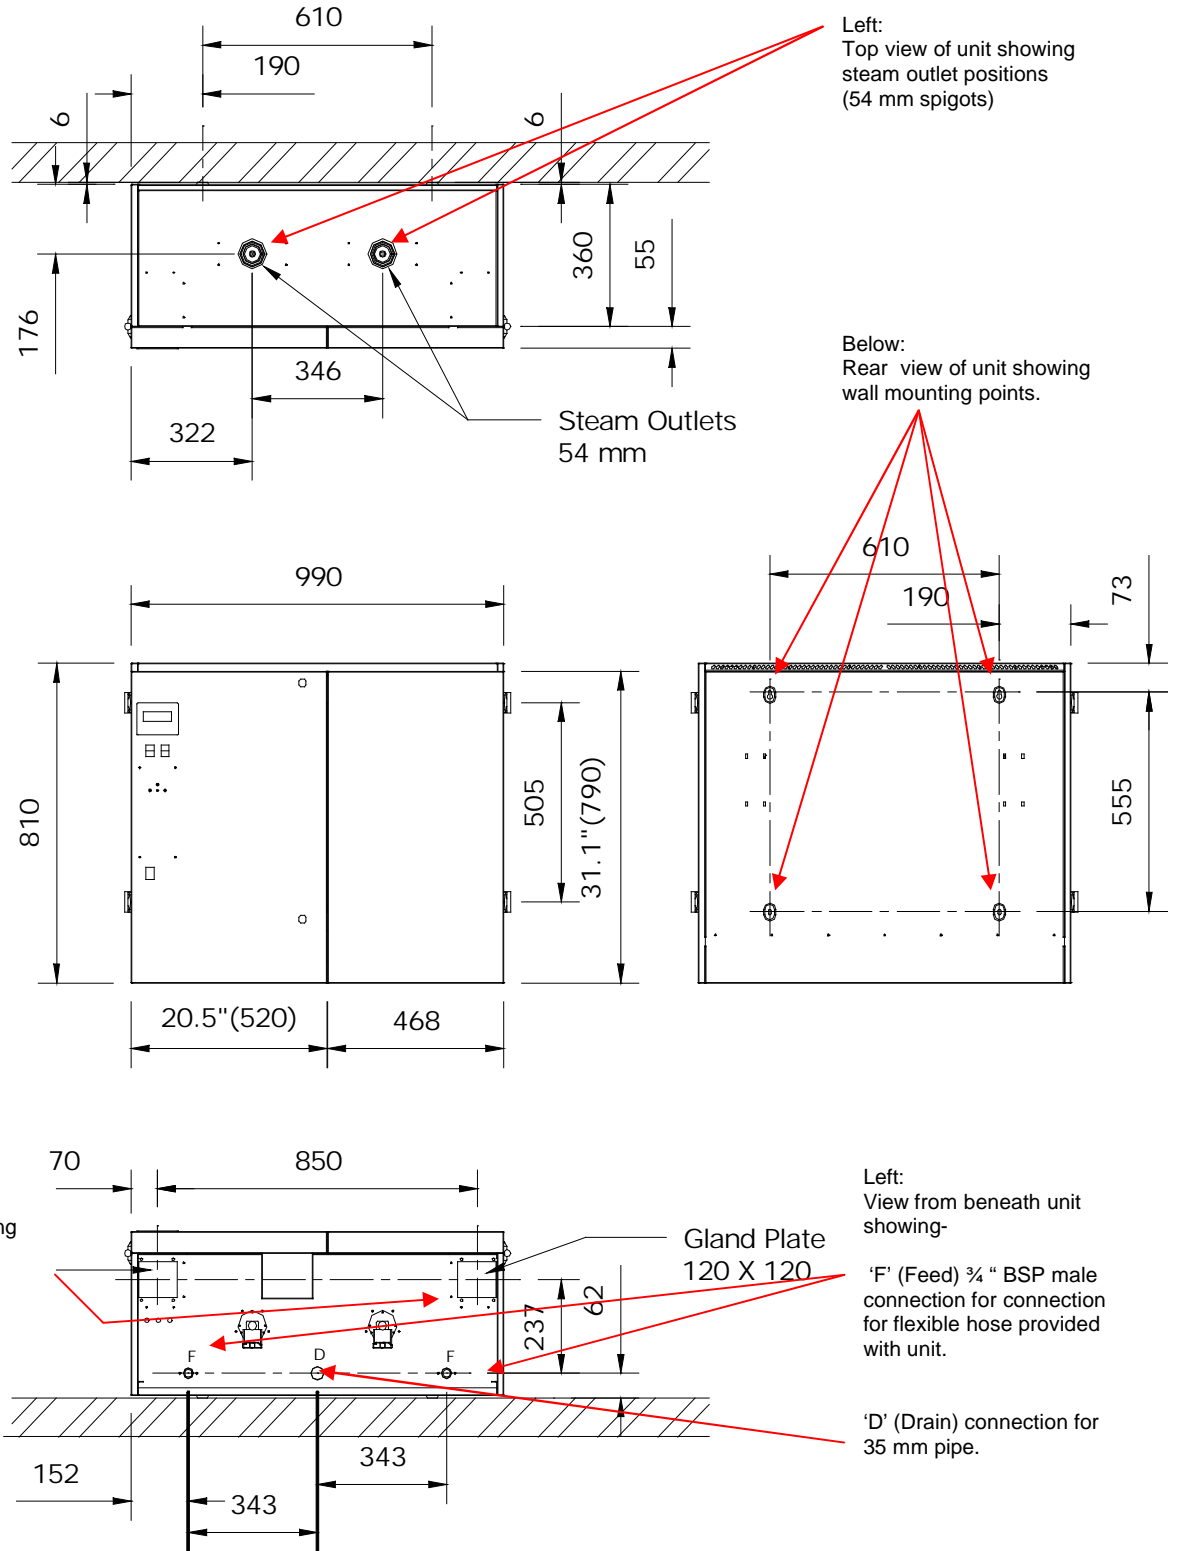 610
190
6
6
360
55
176
346
322
Steam Outlets
54 mm
Left:
Top view of unit showing
steam outlet positions
(54 mm spigots)
Below:
Rear view of unit showing
wall mounting points.
990
810
505
31.1"(790)
20.5"(520)
468
610
190
73
555
70
850
ng
Gland Plate
120 X 120
237
62
F
D
F
152
343
343
Left:
View from beneath unit
showing-
‘F’ (Feed) ¾ “ BSP male
connection for connection
for flexible hose provided
with unit.
‘D’ (Drain) connection for
35 mm pipe.